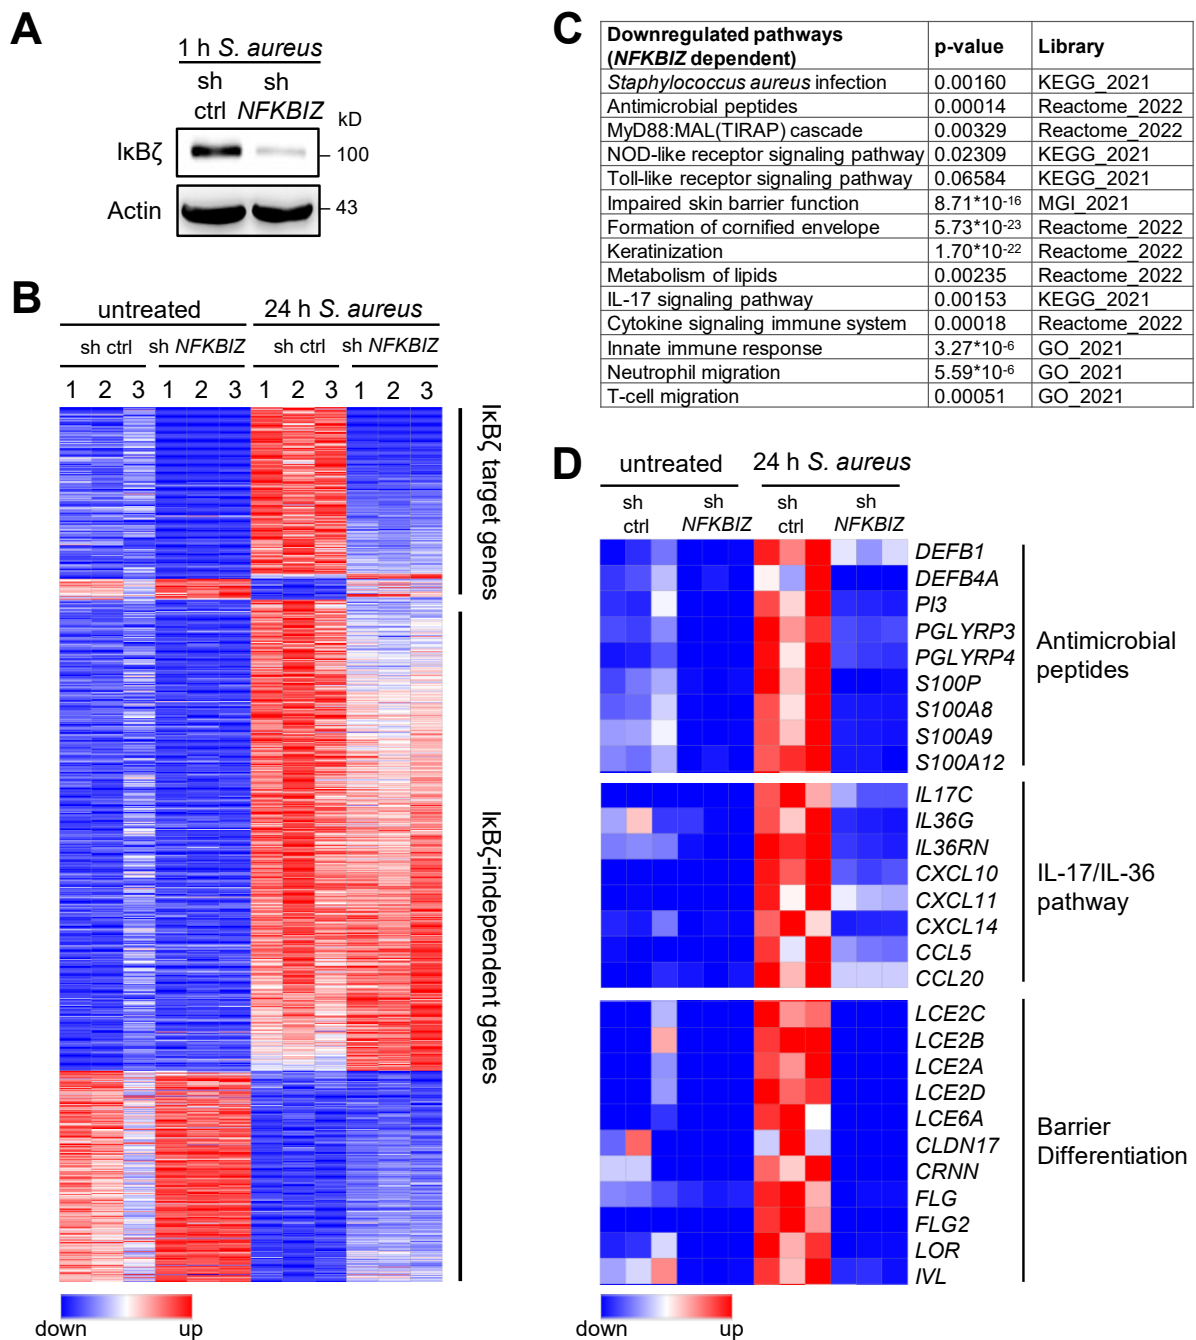 A
1 h S. aureus
sh ctrl
sh NFKBIZ
kD
IκBζ
100
Actin
43
B
untreated
24 h S. aureus
sh ctrl
sh NFKBIZ
sh ctrl
sh NFKBIZ
1 2 3 1 2 3 1 2 3 1 2 3
IκBζ target genes
IκBζ-independent genes
down
up
C
Downregulated pathways (NFKBIZ dependent) p-value Library
Staphylococcus aureus infection 0.00160 KEGG_2021
Antimicrobial peptides 0.00014 Reactome_2022
MyD88:MAL(TIRAP) cascade 0.00329 Reactome_2022
NOD-like receptor signaling pathway 0.02309 KEGG_2021
Toll-like receptor signaling pathway 0.06584 KEGG_2021
Impaired skin barrier function 8.71*10-16 MGI_2021
Formation of cornified envelope 5.73*10-23 Reactome_2022
Keratinization 1.70*10-22 Reactome_2022
Metabolism of lipids 0.00235 Reactome_2022
IL-17 signaling pathway 0.00153 KEGG_2021
Cytokine signaling immune system 0.00018 Reactome_2022
Innate immune response 3.27*10-6 GO_2021
Neutrophil migration 5.59*10-6 GO_2021
T-cell migration 0.00051 GO_2021
D
untreated
24 h S. aureus
sh ctrl
sh NFKBIZ
sh ctrl
sh NFKBIZ
DEFB1
DEFB4A
PI3
PGLYRP3
PGLYRP4
S100P
S100A8
S100A9
S100A12
Antimicrobial
peptides
IL17C
IL36G
IL36RN
CXCL10
CXCL11
CXCL14
CCL5
CCL20
IL-17/IL-36
pathway
LCE2C
LCE2B
LCE2A
LCE2D
LCE6A
CLDN17
CRNN
FLG
FLG2
LOR
IVL
Barrier
Differentiation
down
up